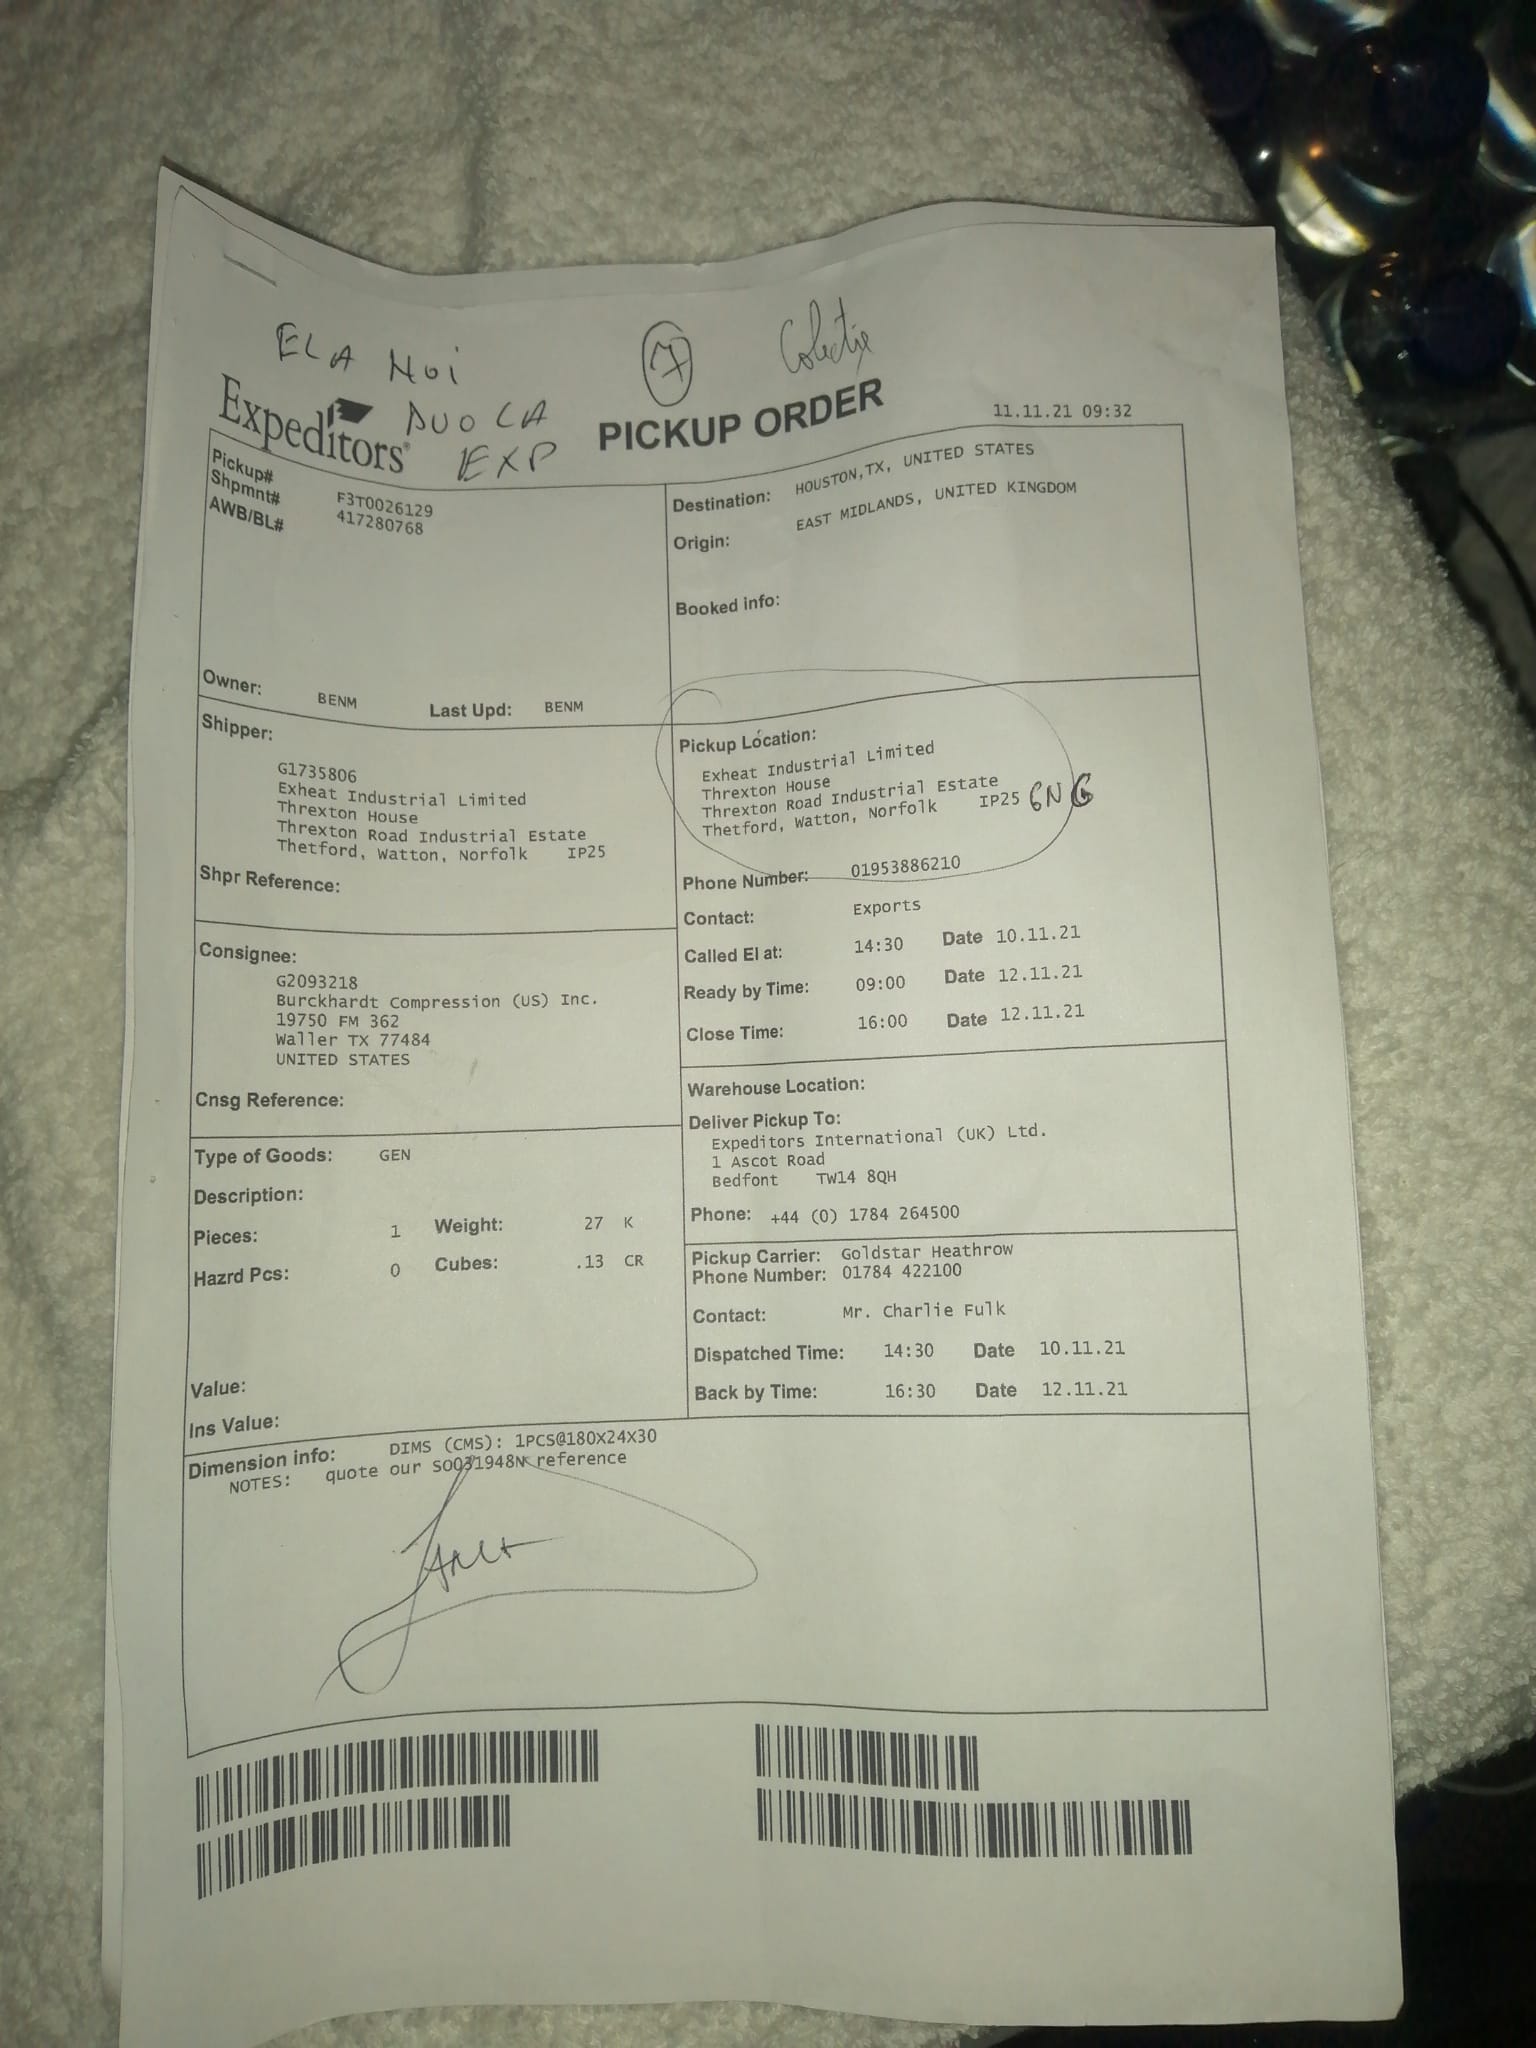 ELA NOI
7
Colectie
DUO LA
EXP
Expeditors®
PICKUP ORDER
11.11.21 09:32
Pickup# F3T0026129
Shpmnt# 417280768
AWB/BL#
Destination: HOUSTON,TX, UNITED STATES
EAST MIDLANDS, UNITED KINGDOM
Origin:
Booked info:
Owner: BENM Last Upd: BENM
Shipper:
G1735806
Exheat Industrial Limited
Threxton House
Threxton Road Industrial Estate
Thetford, Watton, Norfolk IP25
Shpr Reference:
Pickup Location:
Exheat Industrial Limited
Threxton House
Threxton Road Industrial Estate
Thetford, Watton, Norfolk IP25 6NG
Phone Number: 01953886210
Contact: Exports
Called El at: 14:30 Date 10.11.21
Ready by Time: 09:00 Date 12.11.21
Close Time: 16:00 Date 12.11.21
Consignee:
G2093218
Burckhardt Compression (US) Inc.
19750 FM 362
Waller TX 77484
UNITED STATES
Cnsg Reference:
Warehouse Location:
Deliver Pickup To:
Expeditors International (UK) Ltd.
1 Ascot Road
Bedfont TW14 8QH
Phone: +44 (0) 1784 264500
Type of Goods: GEN
Description:
Pieces: 1 Weight: 27 K
Hazrd Pcs: 0 Cubes: .13 CR
Value:
Ins Value:
Pickup Carrier: Goldstar Heathrow
Phone Number: 01784 422100
Contact: Mr. Charlie Fulk
Dispatched Time: 14:30 Date 10.11.21
Back by Time: 16:30 Date 12.11.21
Dimension info: DIMS (CMS): 1PCS@180X24X30
NOTES: quote our SO031948N reference